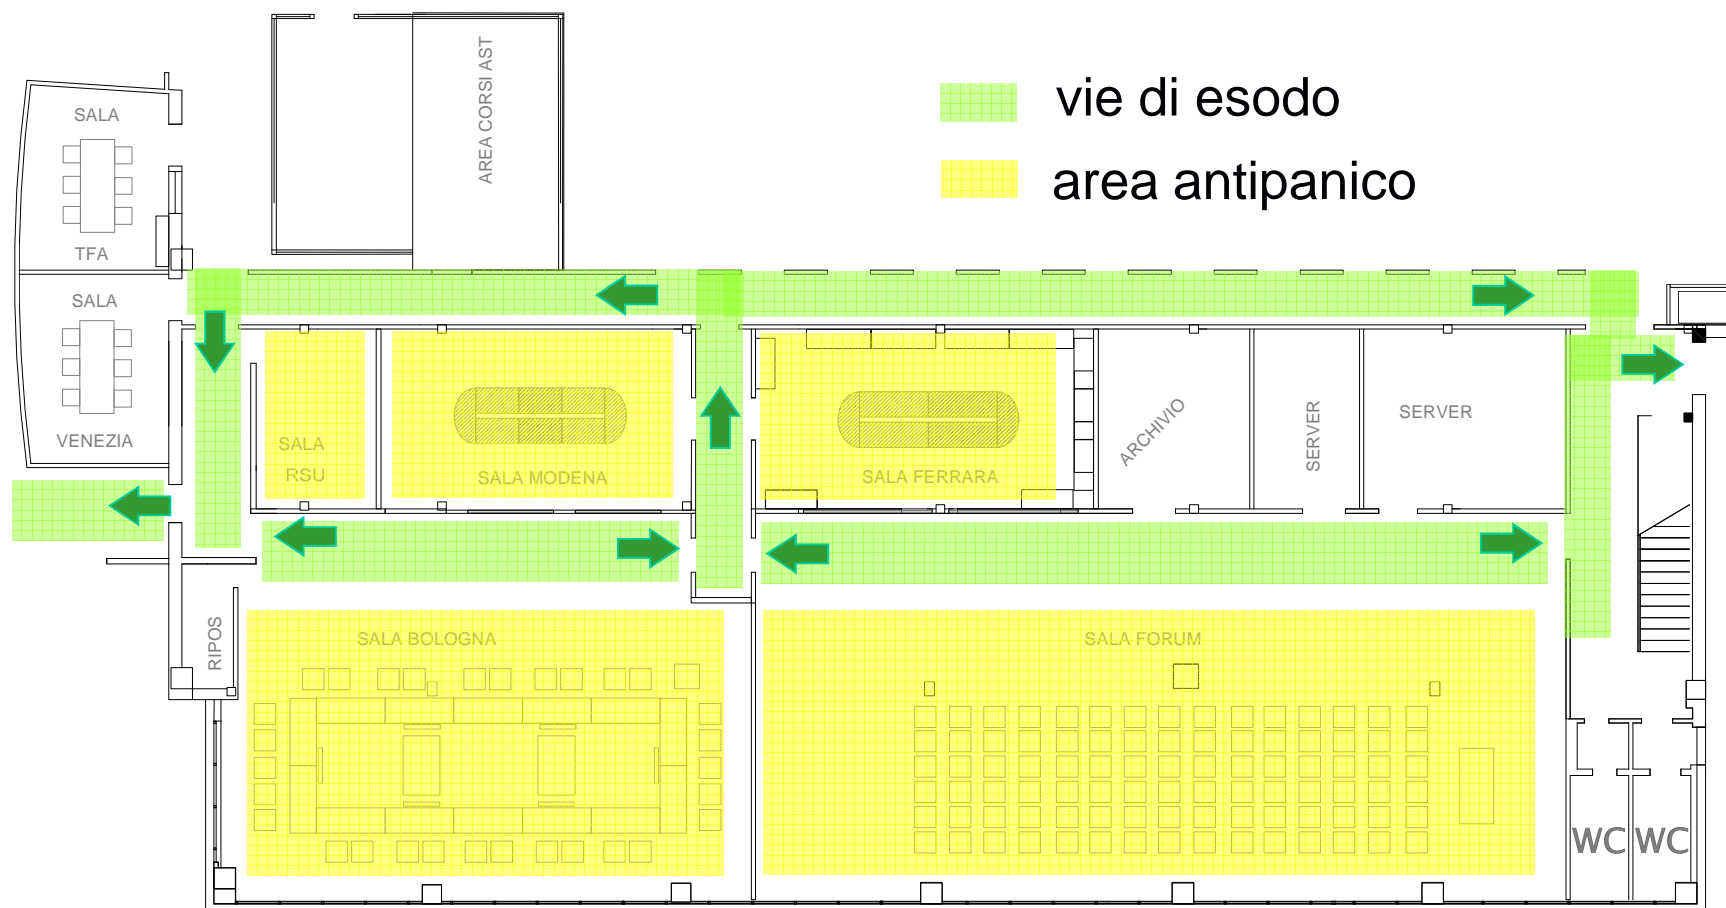 vie di esodo
area antipanico
AREA CORSI AST
SALA
TFA
SALA
VENEZIA
SALA
RSU
SALA MODENA
SALA FERRARA
ARCHIVIO
SERVER
SERVER
RIPOS
SALA BOLOGNA
SALA FORUM
WC
WC